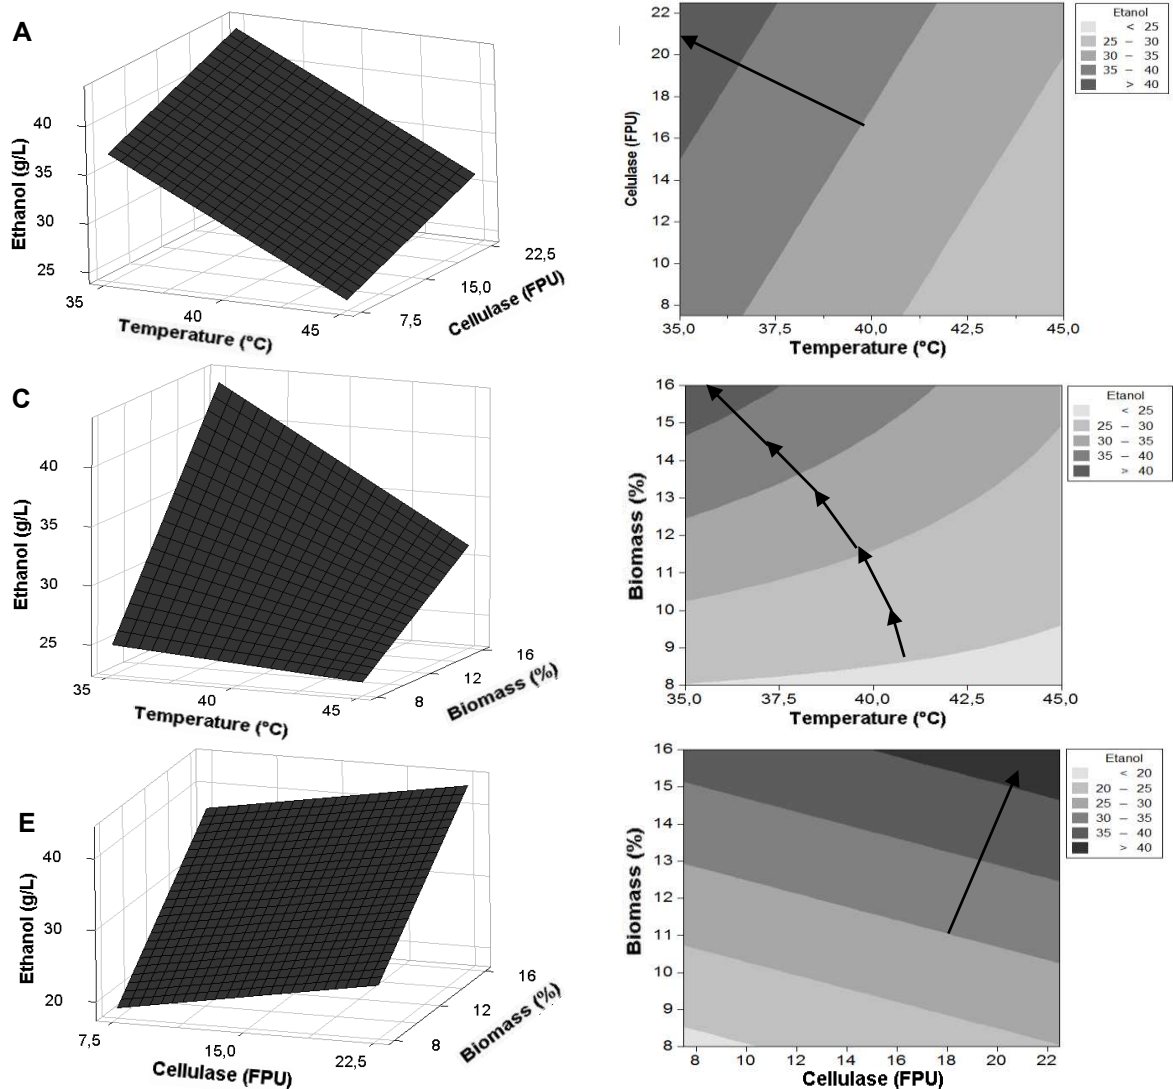 A
Ethanol (g/L)
40
35
30
25
35
40
45
Temperature (°C)
7,5
15,0
22,5
Cellulase (FPU)
22
20
18
16
14
12
10
8
Celulase (FPU)
35,0
37,5
40,0
42,5
45,0
Temperature (°C)
Etanol
< 25
25 – 30
30 – 35
35 – 40
> 40
C
Ethanol (g/L)
40
35
30
25
35
40
45
Temperature (°C)
8
12
16
Biomass (%)
16
15
14
13
12
11
10
9
8
Biomass (%)
35,0
37,5
40,0
42,5
45,0
Temperature (°C)
Etanol
< 25
25 – 30
30 – 35
35 – 40
> 40
E
Ethanol (g/L)
40
30
20
7,5
15,0
22,5
Cellulase (FPU)
8
12
16
Biomass (%)
16
15
14
13
12
11
10
9
8
Biomass (%)
8
10
12
14
16
18
20
22
Cellulase (FPU)
Etanol
< 20
20 – 25
25 – 30
30 – 35
35 – 40
> 40